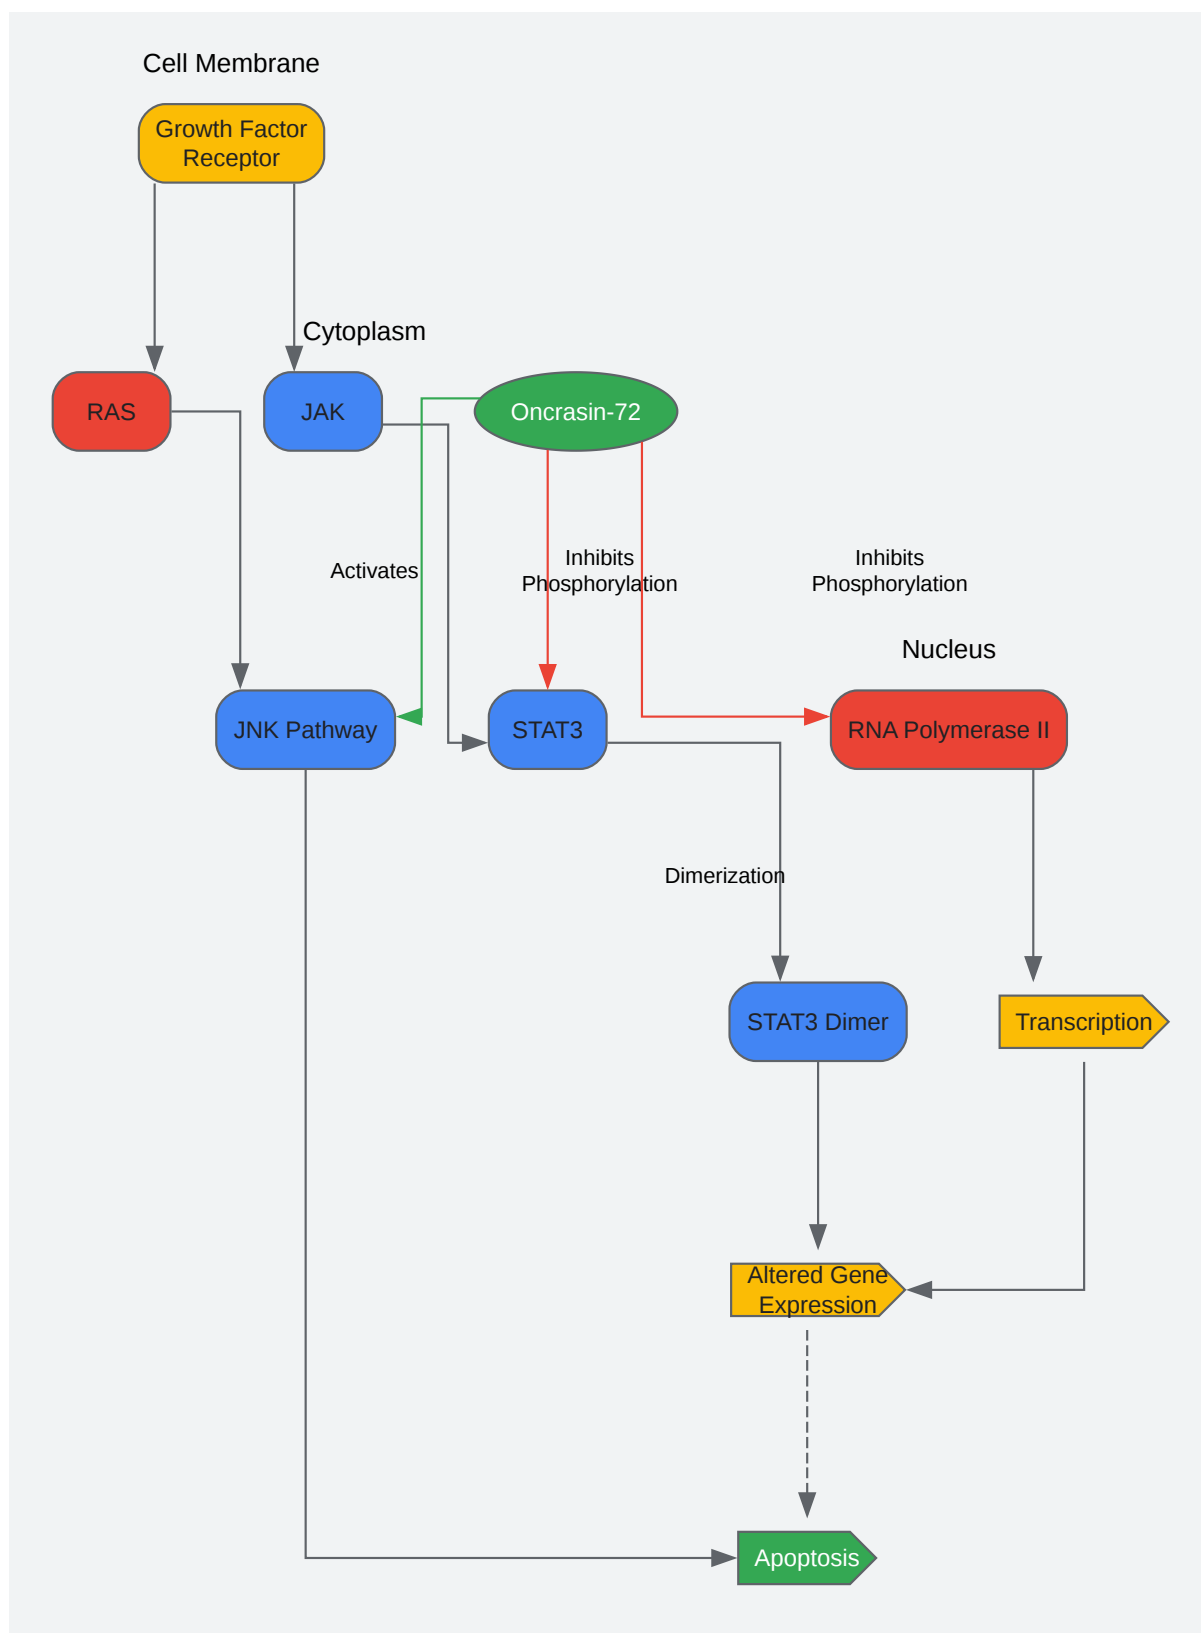 Cell Membrane
Growth Factor
Receptor
Cytoplasm
RAS
JAK
Oncrasin-72
Activates
Inhibits
Phosphorylation
Inhibits
Phosphorylation
Nucleus
JNK Pathway
STAT3
RNA Polymerase II
Dimerization
STAT3 Dimer
Transcription
Altered Gene
Expression
Apoptosis